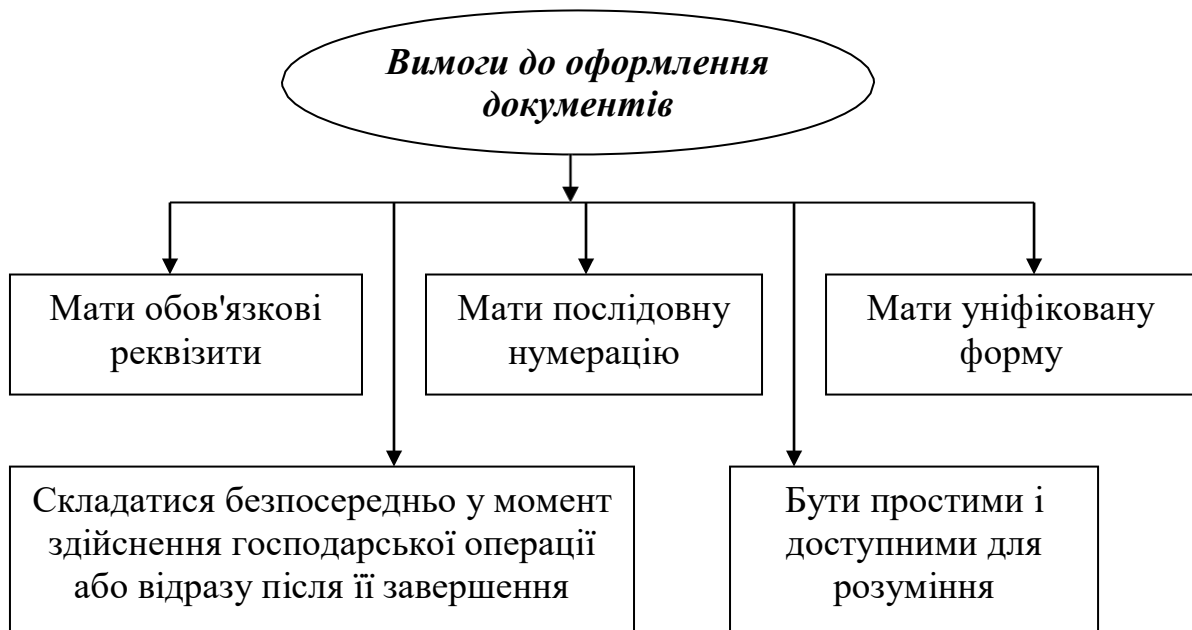 Вимоги до оформлення
документів
Мати обов'язкові
реквізити
Мати послідовну
нумерацію
Мати уніфіковану
форму
Складатися безпосередньо у момент
здійснення господарської операції
або відразу після її завершення
Бути простими і
доступними для
розуміння